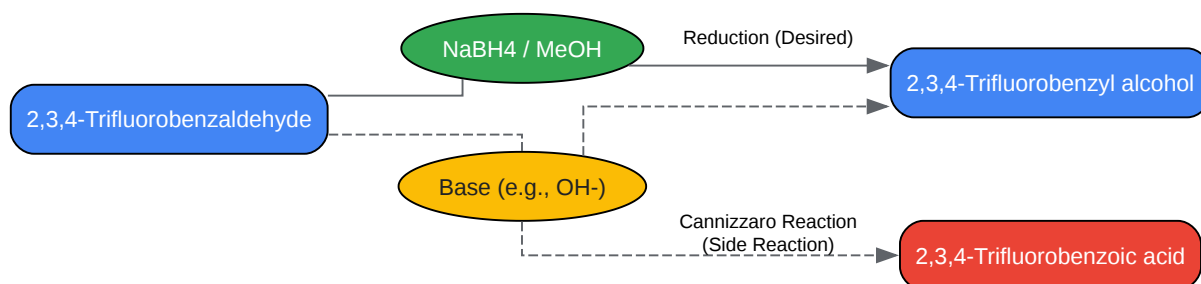 NaBH4 / MeOH
Reduction (Desired)
2,3,4-Trifluorobenzyl alcohol
2,3,4-Trifluorobenzaldehyde
Base (e.g., OH-)
Cannizzaro Reaction
(Side Reaction)
2,3,4-Trifluorobenzoic acid